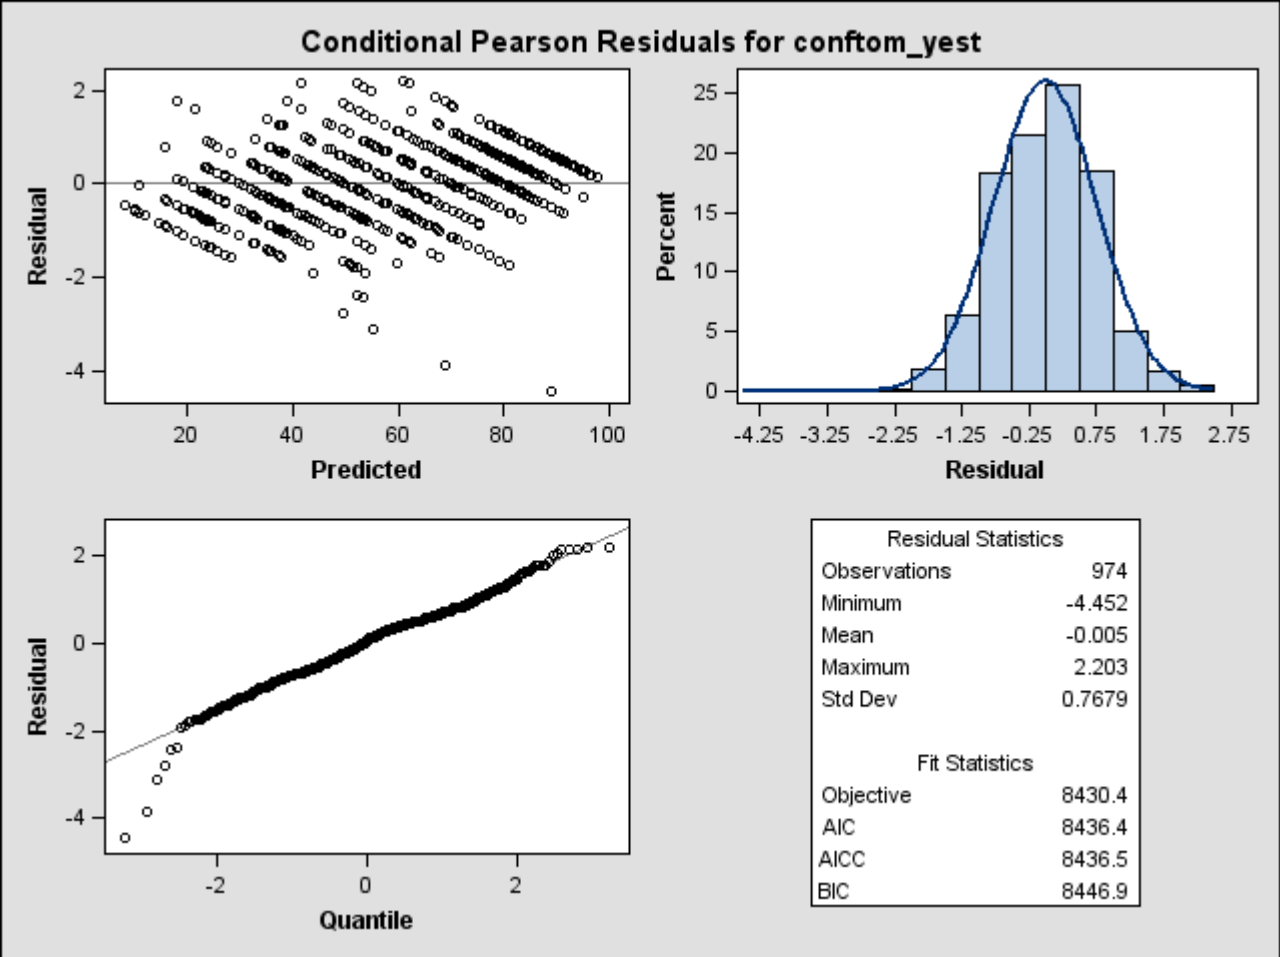 Conditional Pearson Residuals for conftom_yest
Residual
2
0
-2
-4
20 40 60 80 100
Predicted
Percent
25
20
15
10
5
0
-4.25 -3.25 -2.25 -1.25 -0.25 0.75 1.75 2.75
Residual
Residual
2
0
-2
-4
-2 0 2
Quantile
Residual Statistics
Observations 974
Minimum -4.452
Mean -0.005
Maximum 2.203
Std Dev 0.7679
Fit Statistics
Objective 8430.4
AIC 8436.4
AICC 8436.5
BIC 8446.9